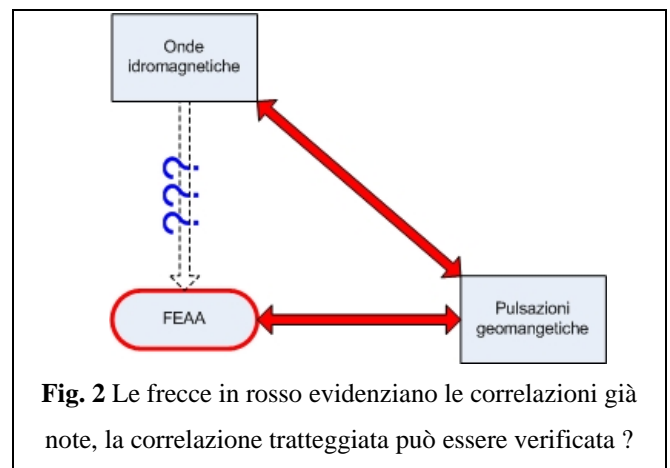 Onde
idromagnetiche
???
FEAA
Pulsazioni
geomangetiche
Fig. 2 Le frecce in rosso evidenziano le correlazioni già
note, la correlazione tratteggiata può essere verificata ?